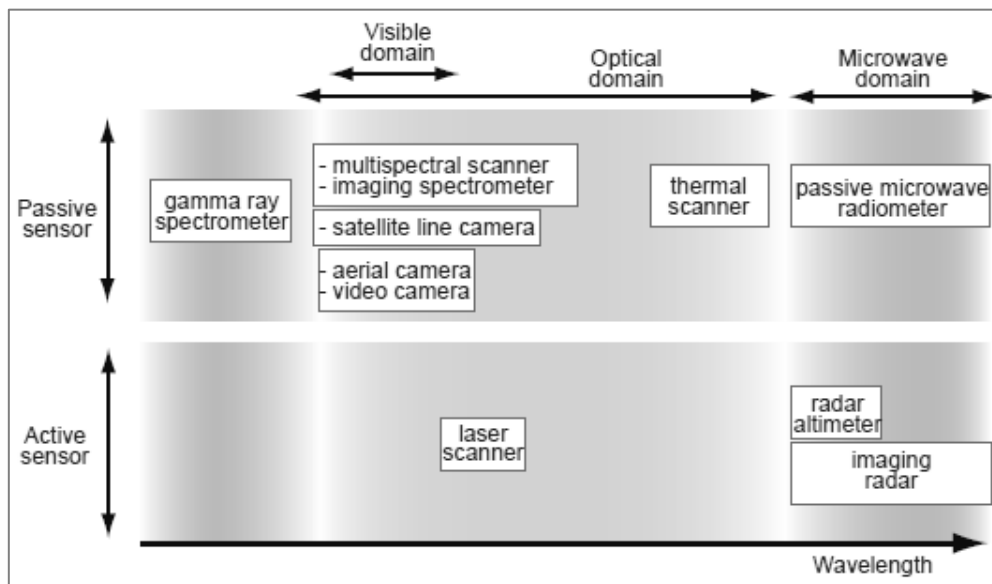 Visible
domain
Optical
domain
Microwave
domain
Passive
sensor
gamma ray
spectrometer
- multispectral scanner
- imaging spectrometer
- satellite line camera
- aerial camera
- video camera
thermal
scanner
passive microwave
radiometer
Active
sensor
laser
scanner
radar
altimeter
imaging
radar
Wavelength